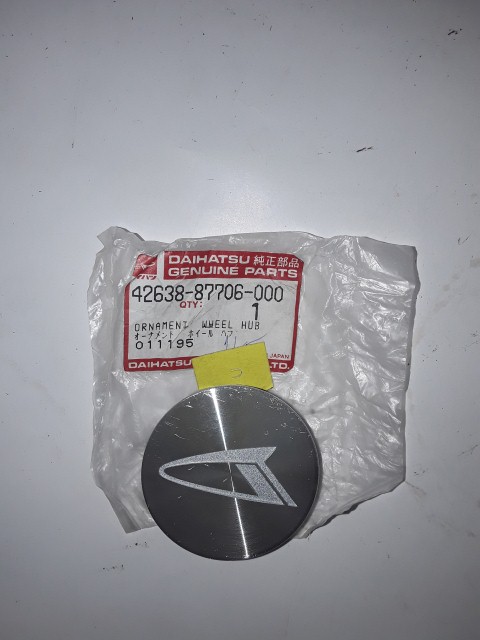 DAIHATSU 純正部品
GENUINE PARTS
42638-87706-000
QTY:
1
ORNAMENT, WHEEL HUB
オーナメント ホイール ハブ
011195
JAPAN
DAIHATSU LTD.